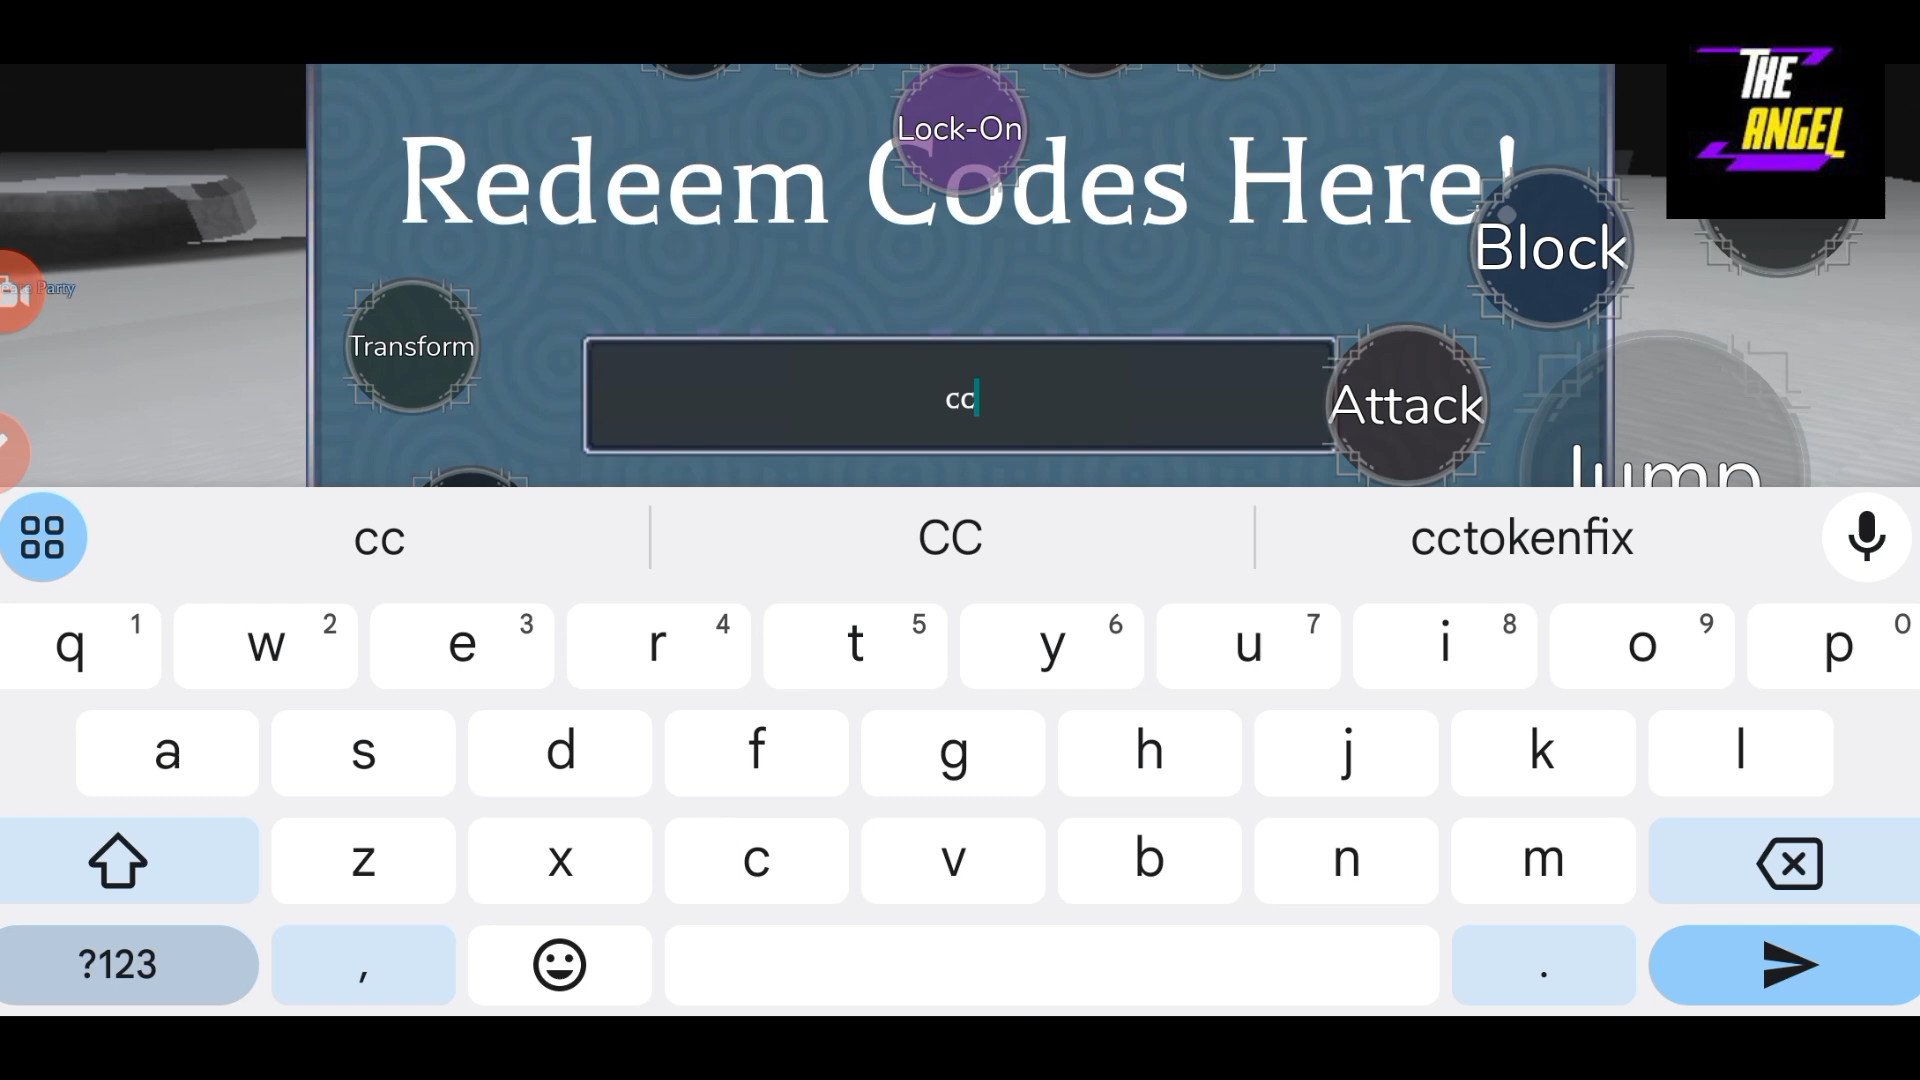 THE
ANGEL
Lock-On
Redeem Codes Here!
Block
Party
Transform
cc
Attack
Jump
cc CC cctokenfix
q 1 w 2 e 3 r 4 t 5 y 6 u 7 i 8 o 9 p 0
a s d f g h j k l
z x c v b n m
?123 , .